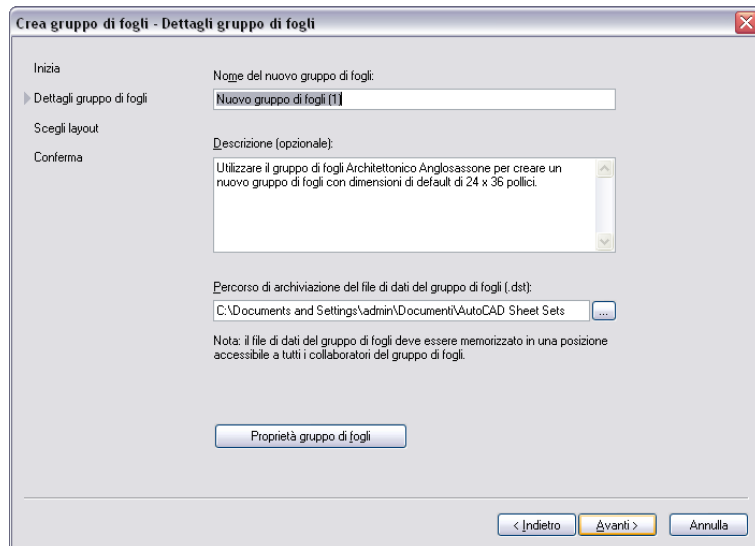 Crea gruppo di fogli - Dettagli gruppo di fogli
Inizia
Dettagli gruppo di fogli
Scegli layout
Conferma
Nome del nuovo gruppo di fogli:
Nuovo gruppo di fogli (1)
Descrizione (opzionale):
Utilizzare il gruppo di fogli Architettonico Anglosassone per creare un
nuovo gruppo di fogli con dimensioni di default di 24 x 36 pollici.
Percorso di archiviazione del file di dati del gruppo di fogli (.dst):
C:\Documents and Settings\admin\Documenti\AutoCAD Sheet Sets
...
Nota: il file di dati del gruppo di fogli deve essere memorizzato in una posizione
accessibile a tutti i collaboratori del gruppo di fogli.
Proprietà gruppo di fogli
< Indietro
Avanti >
Annulla